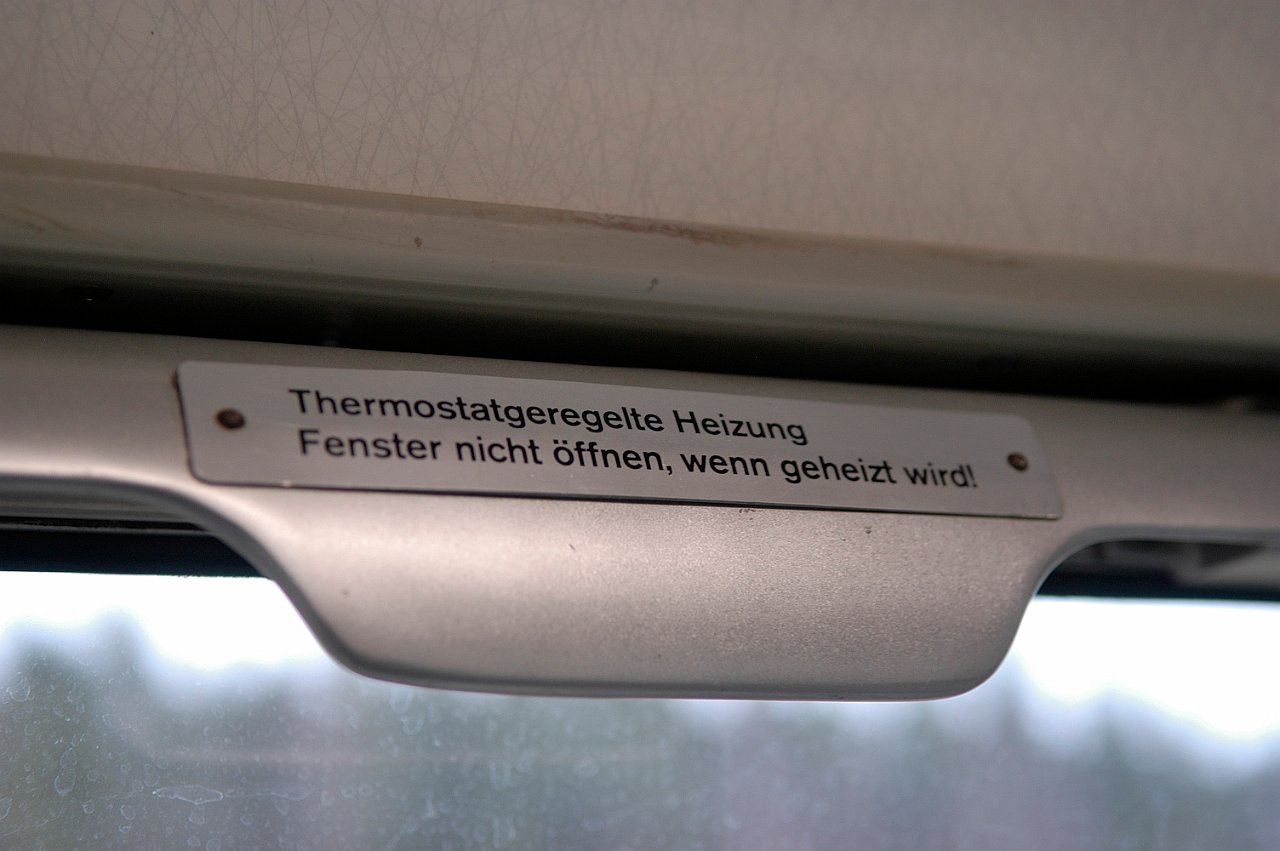 Thermostatgeregelte Heizung
Fenster nicht öffnen, wenn geheizt wird!